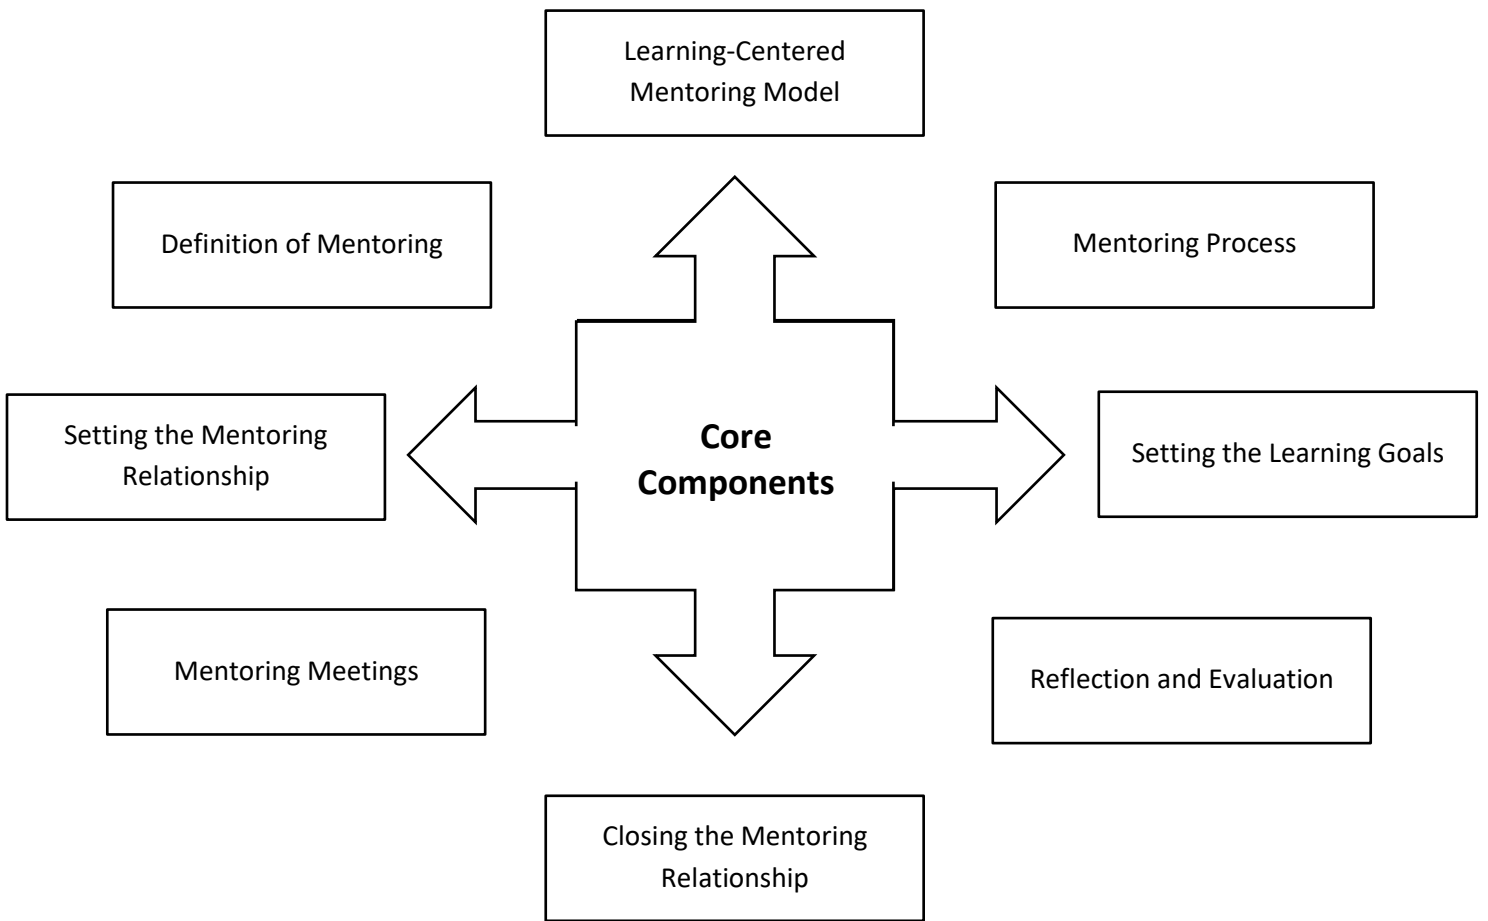 Learning-Centered
Mentoring Model
Definition of Mentoring
Mentoring Process
Setting the Mentoring
Relationship
Core
Components
Setting the Learning Goals
Mentoring Meetings
Reflection and Evaluation
Closing the Mentoring
Relationship